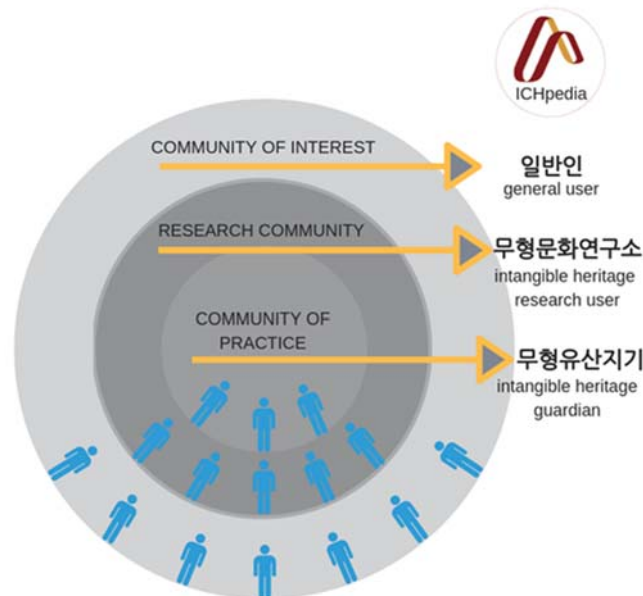 ICHpedia
COMMUNITY OF INTEREST
일반인
general user
RESEARCH COMMUNITY
무형문화연구소
intangible heritage
research user
COMMUNITY OF
PRACTICE
무형유산지기
intangible heritage
guardian